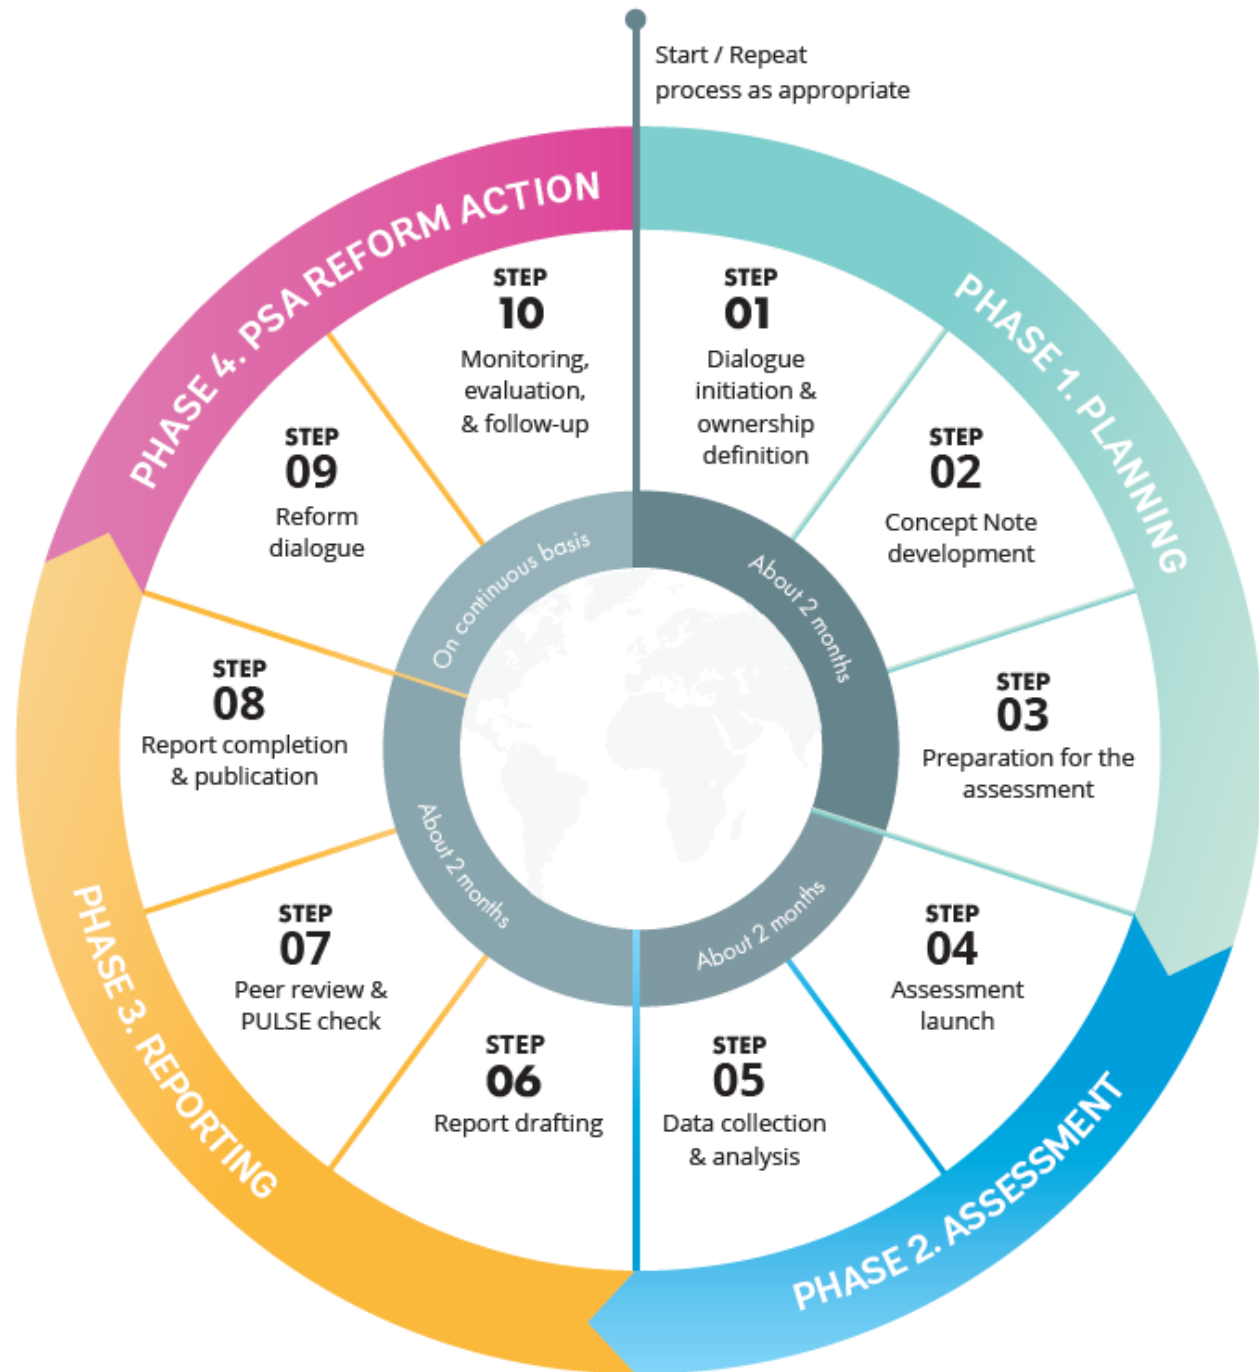 Start / Repeat
process as appropriate
PHASE 1. PLANNING
STEP
01
Dialogue
initiation &
ownership
definition
STEP
02
Concept Note
development
STEP
03
Preparation for the
assessment
About 2 months
PHASE 2. ASSESSMENT
STEP
04
Assessment
launch
STEP
05
Data collection
& analysis
About 2 months
PHASE 3. REPORTING
STEP
06
Report drafting
STEP
07
Peer review &
PULSE check
STEP
08
Report completion
& publication
About 2 months
PHASE 4. PSA REFORM ACTION
STEP
09
Reform
dialogue
STEP
10
Monitoring,
evaluation,
& follow-up
On continuous basis